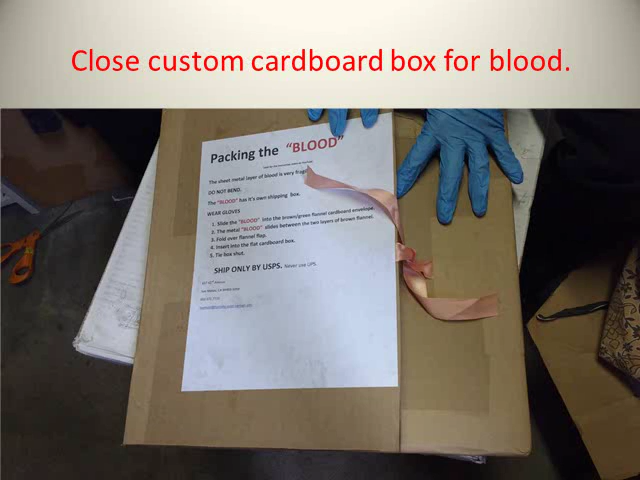 Close custom cardboard box for blood.
Packing the "BLOOD"
The sheet metal layer of blood is very fragil
DO NOT BEND.
The "BLOOD" has it's own shipping box.
WEAR GLOVES
1. Slide the "BLOOD" into the brown/green flannel cardboard envelope.
2. The metal "BLOOD" slides between the two layers of brown flannel.
3. Fold over flannel flap.
4. Insert into the flat cardboard box.
5. Tie box shut.
SHIP ONLY BY USPS. Never use UPS.